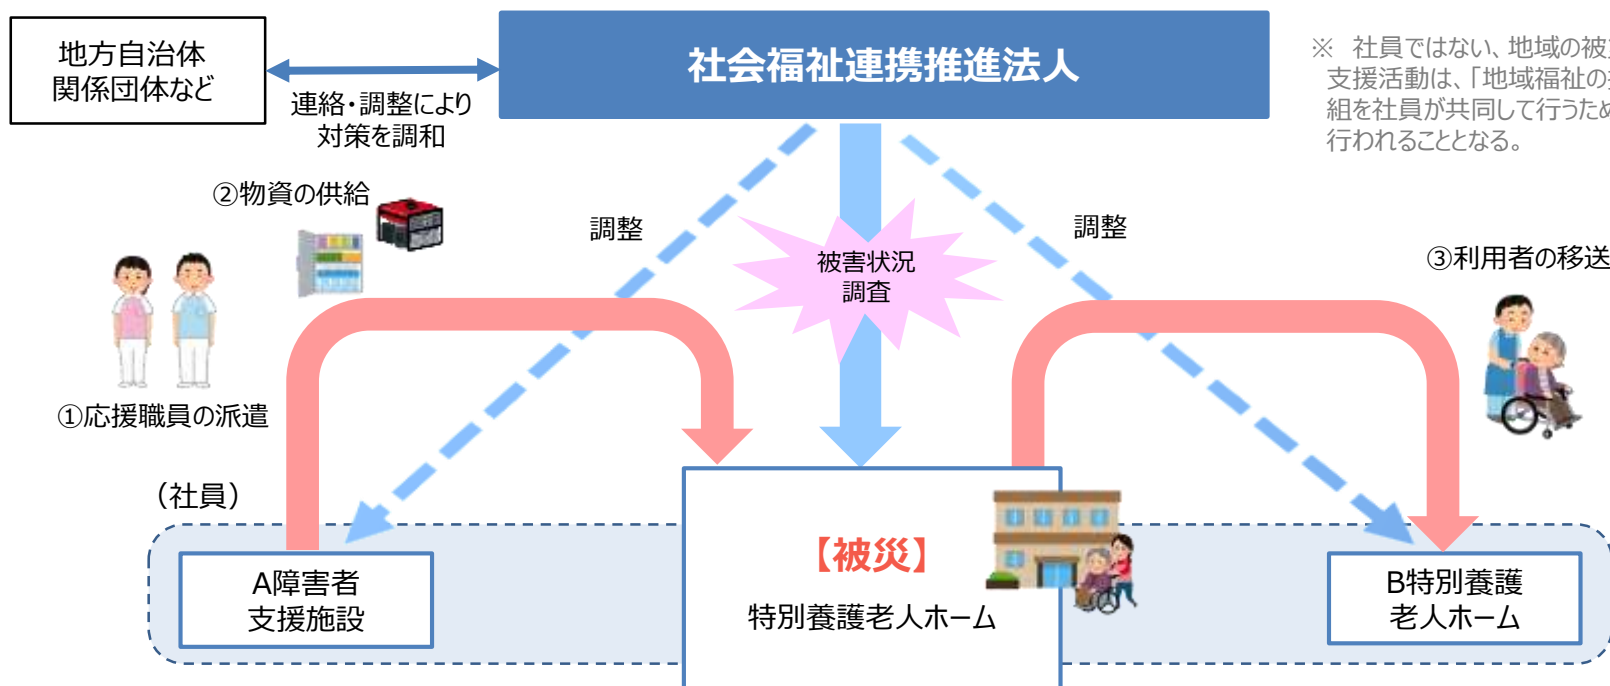 地方自治体
関係団体など
社会福祉連携推進法人
連絡・調整により
対策を調和
※ 社員ではない、地域の被
支援活動は、「地域福祉の
組を社員が共同して行うた
行われることとなる。
②物資の供給
調整
被害状況
調査
調整
③利用者の移送
①応援職員の派遣
（社員）
A障害者
支援施設
【被災】
特別養護老人ホーム
B特別養護
老人ホーム